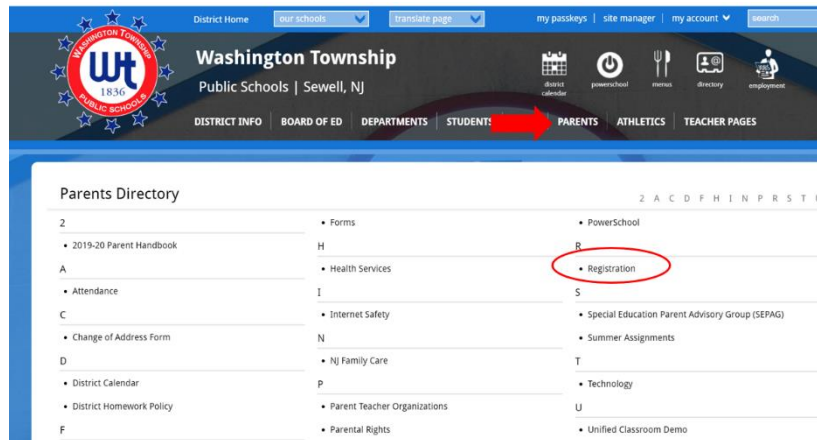 District Home our schools translate page my passkeys | site manager | my account search
WASHINGTON TOWNSHIP
Wt
1836
PUBLIC SCHOOLS
Washington Township
Public Schools | Sewell, NJ
district calendar powerschool menus directory employment
DISTRICT INFO BOARD OF ED DEPARTMENTS STUDENTS PARENTS ATHLETICS TEACHER PAGES
Parents Directory
2 A C D F H I N P R S T
2
• 2019-20 Parent Handbook
A
• Attendance
C
• Change of Address Form
D
• District Calendar
• District Homework Policy
F
• Forms
H
• Health Services
I
• Internet Safety
N
• NJ Family Care
P
• Parent Teacher Organizations
• Parental Rights
• PowerSchool
R
• Registration
S
• Special Education Parent Advisory Group (SEPAG)
• Summer Assignments
T
• Technology
U
• Unified Classroom Demo